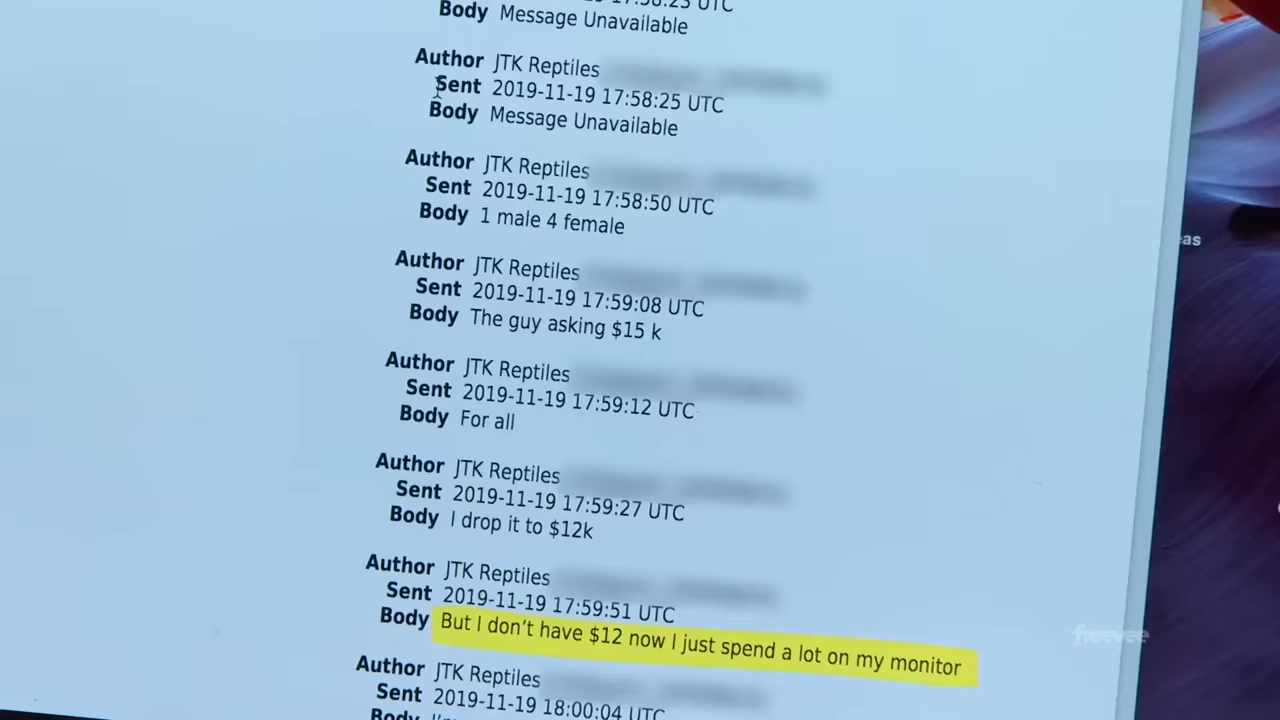 Body Message Unavailable
Author JTK Reptiles
Sent 2019-11-19 17:58:25 UTC
Body Message Unavailable
Author JTK Reptiles
Sent 2019-11-19 17:58:50 UTC
Body 1 male 4 female
Author JTK Reptiles
Sent 2019-11-19 17:59:08 UTC
Body The guy asking $15 k
Author JTK Reptiles
Sent 2019-11-19 17:59:12 UTC
Body For all
Author JTK Reptiles
Sent 2019-11-19 17:59:27 UTC
Body I drop it to $12k
Author JTK Reptiles
Sent 2019-11-19 17:59:51 UTC
Body But I don't have $12 now I just spend a lot on my monitor
Author JTK Reptiles
Sent 2019-11-19 18:00:04 UTC
Body
freevee